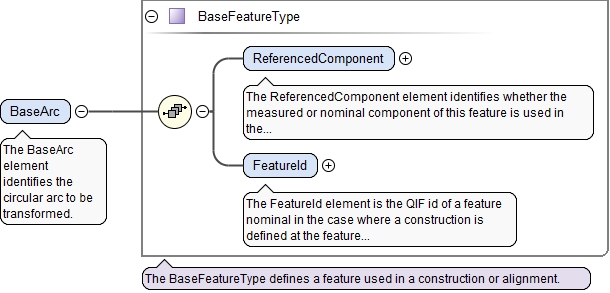 BaseFeatureType
ReferencedComponent
The ReferencedComponent element identifies whether the
measured or nominal component of this feature is used in
the...
BaseArc
The BaseArc
element
identifies the
circular arc to be
transformed.
FeatureId
The FeatureId element is the QIF id of a feature
nominal in the case where a construction is
defined at the feature...
The BaseFeatureType defines a feature used in a construction or alignment.